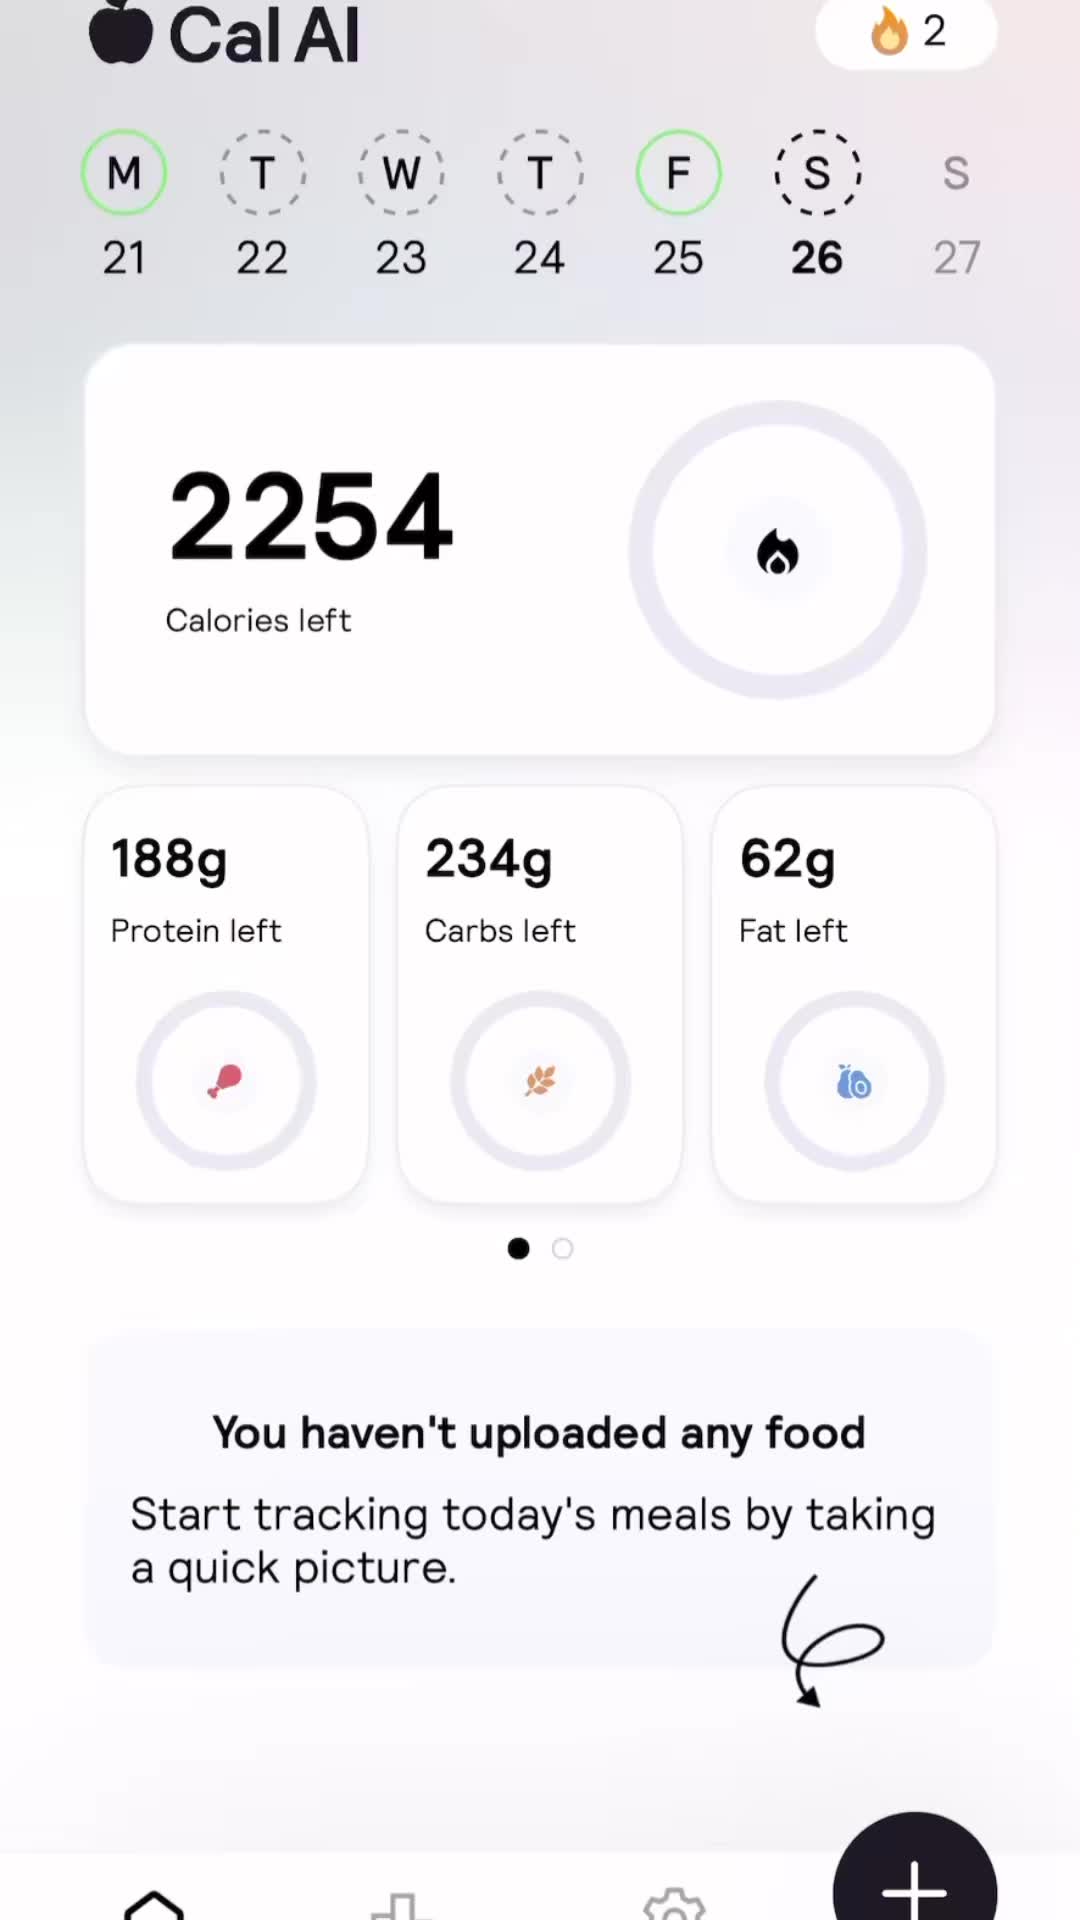 Cal AI
2
M T W T F S S
21 22 23 24 25 26 27
2254
Calories left
188g
Protein left
234g
Carbs left
62g
Fat left
You haven't uploaded any food
Start tracking today's meals by taking
a quick picture.